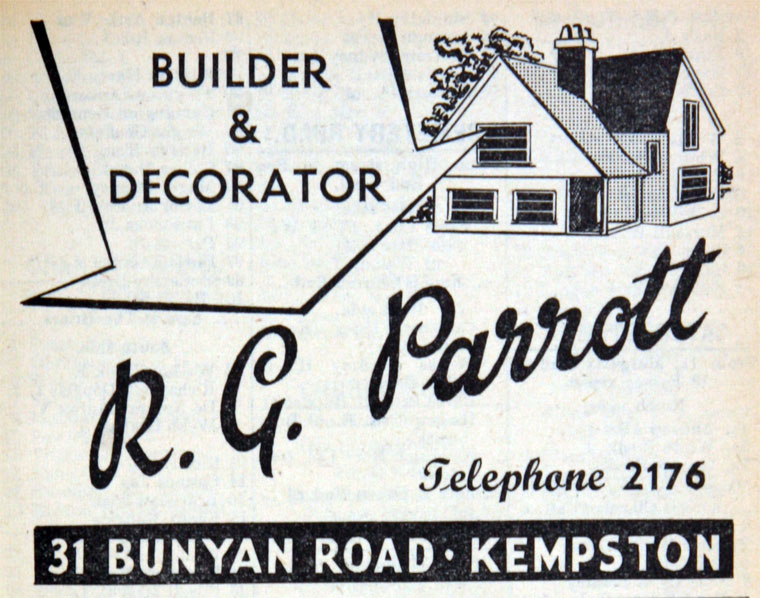 BUILDER
&
DECORATOR
R. G. Parrott
Telephone 2176
31 BUNYAN ROAD · KEMPSTON